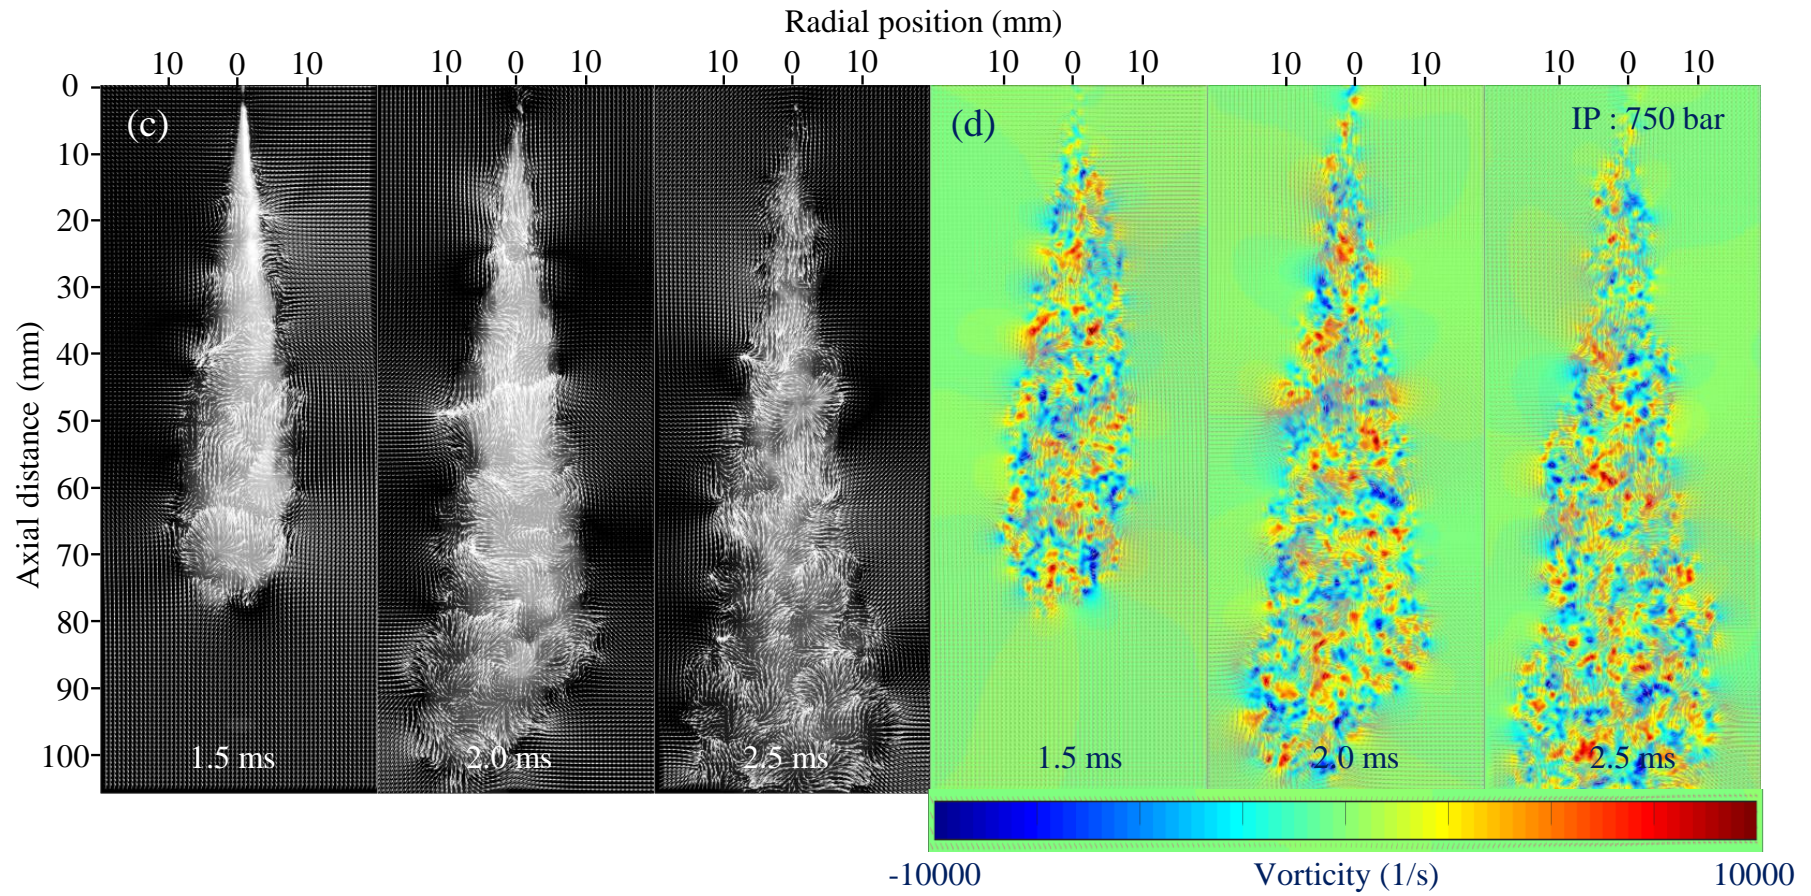 Radial position (mm)
10 0 10 10 0 10 10 0 10 10 0 10 10 0 10 10 0 10
0
(c)
(d)
IP : 750 bar
10
20
30
40
50
60
70
80
90
100
Axial distance (mm)
1.5 ms
2.0 ms
2.5 ms
1.5 ms
2.0 ms
2.5 ms
-10000
Vorticity (1/s)
10000